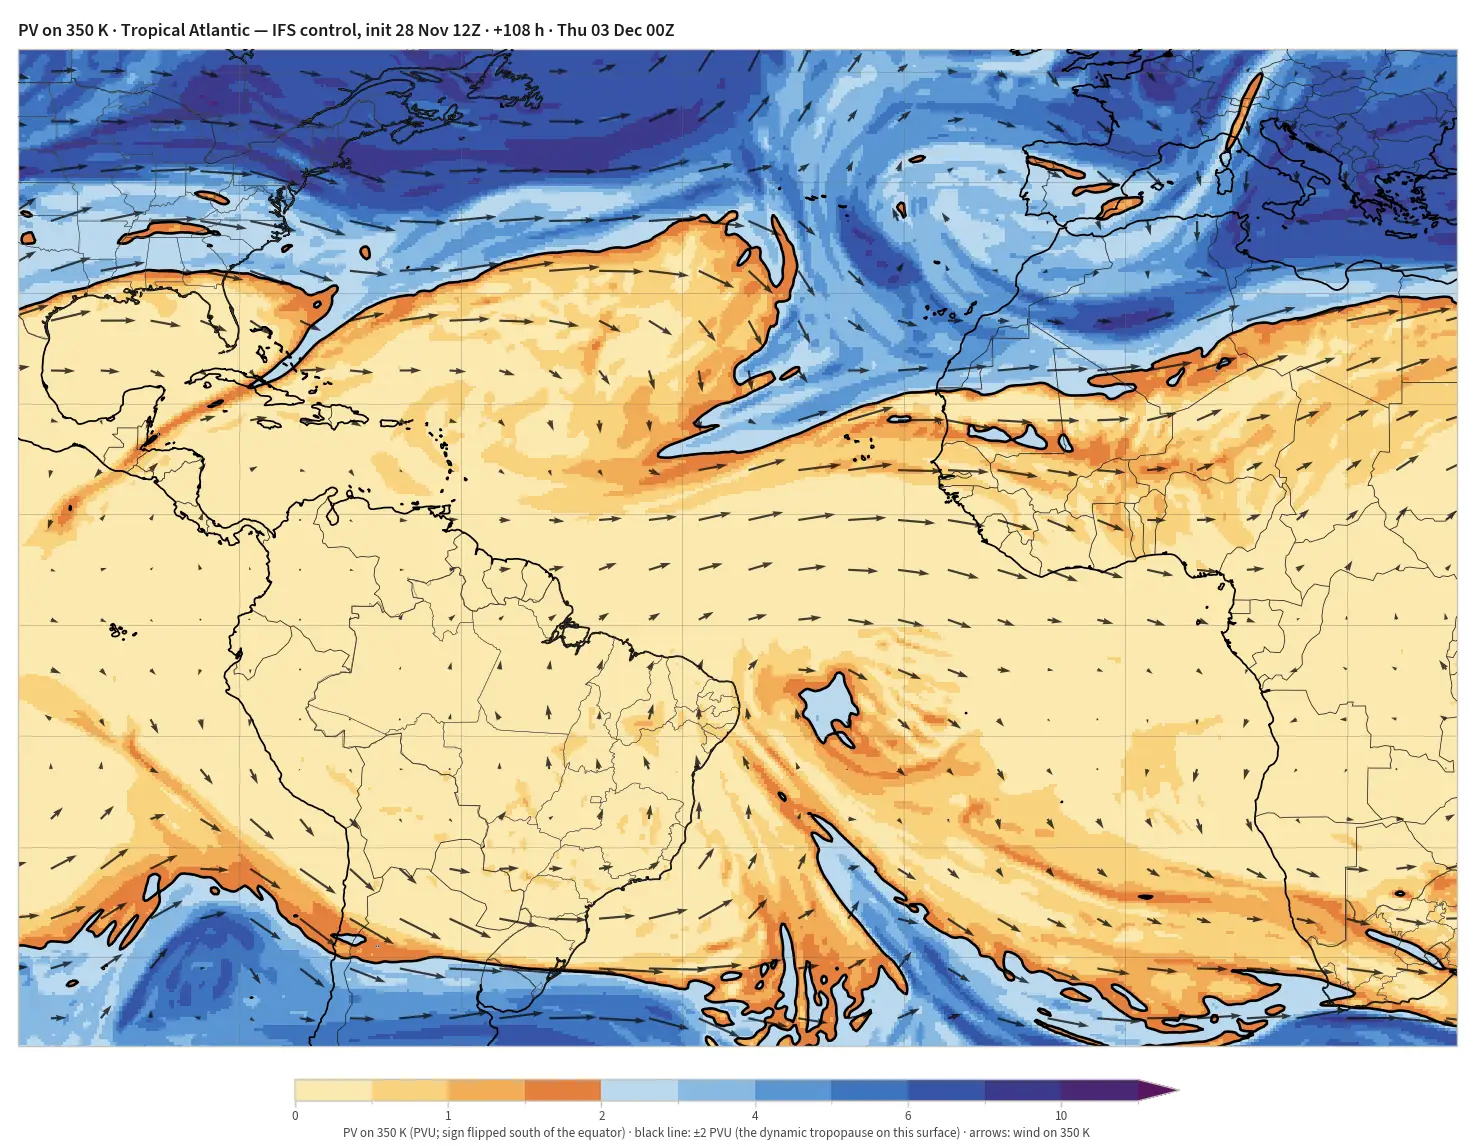 PV on 350 K · Tropical Atlantic — IFS control, init 28 Nov 12Z · +108 h · Thu 03 Dec 00Z
0 1 2 4 6 10
PV on 350 K (PVU; sign flipped south of the equator) · black line: ±2 PVU (the dynamic tropopause on this surface) · arrows: wind on 350 K